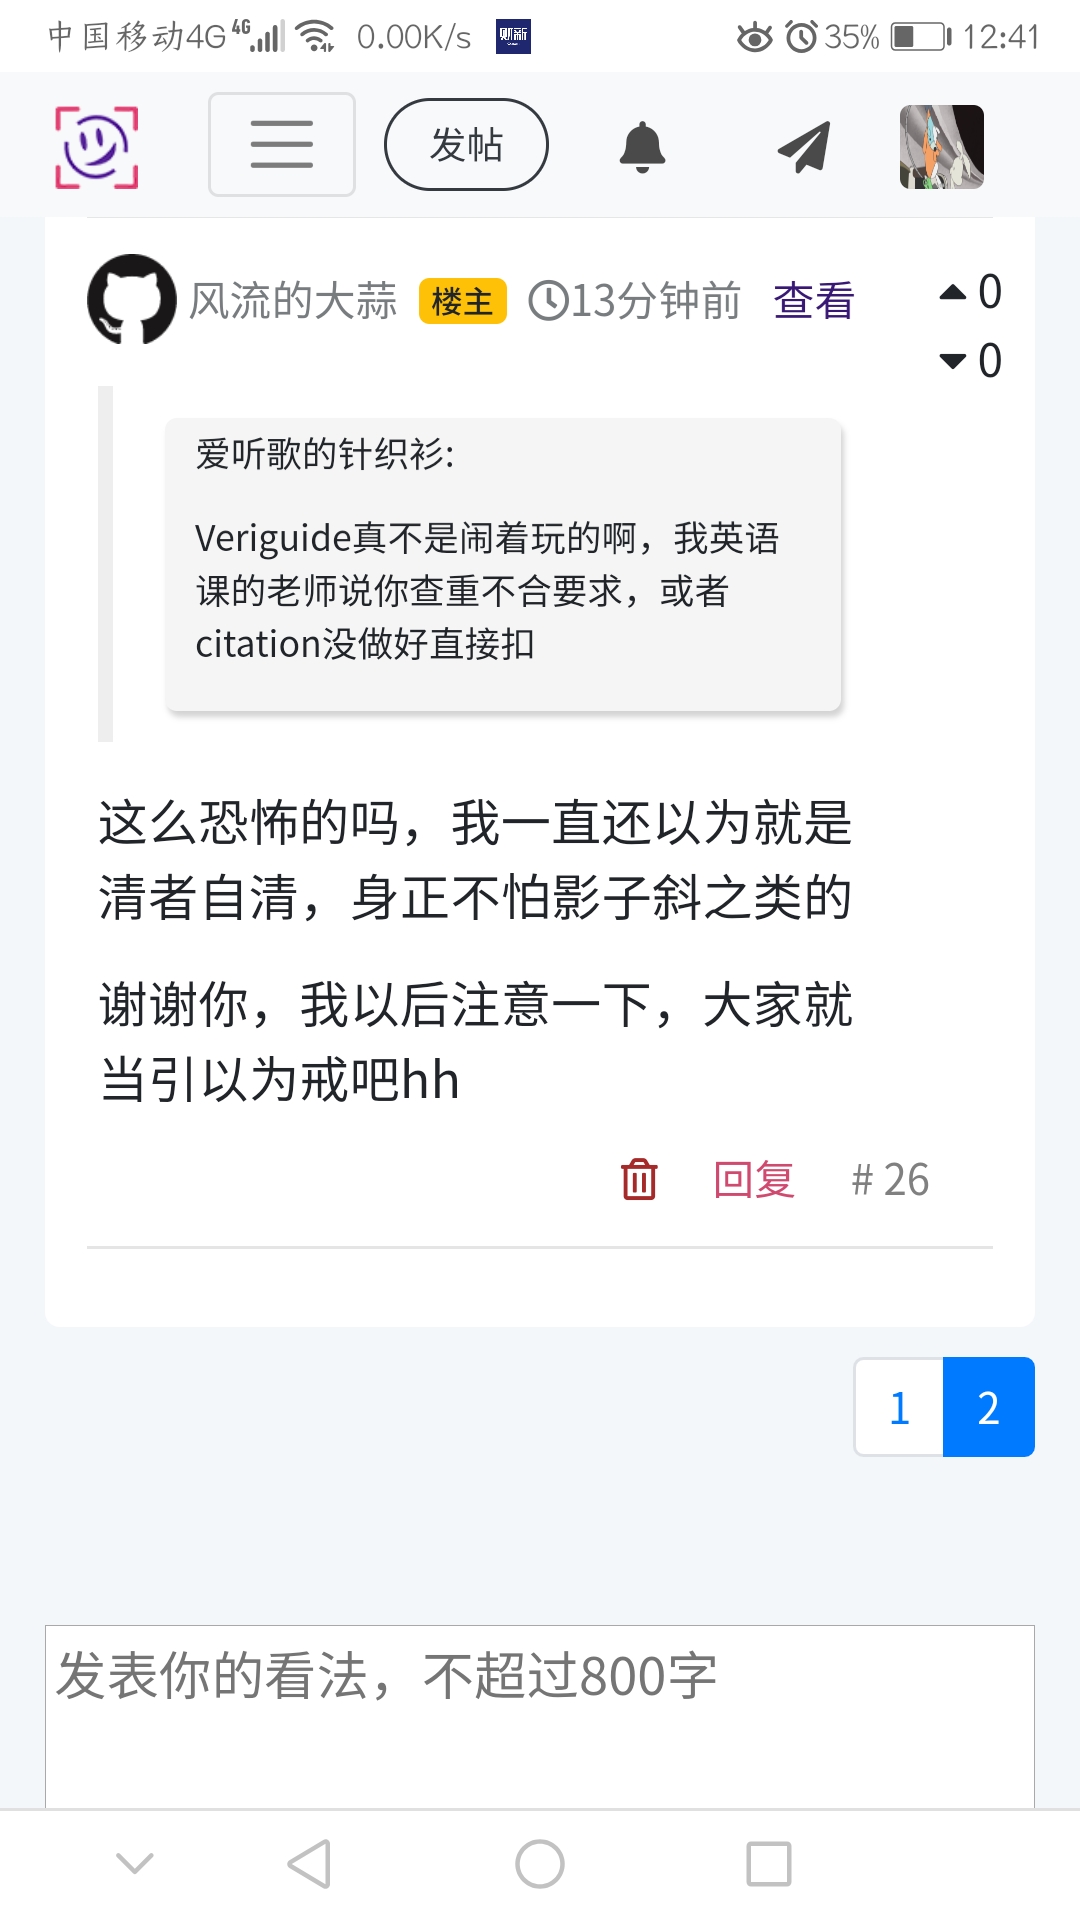 中国移动4G 4G 0.00K/s 财新 35% 12:41
发帖
风流的大蒜 楼主 13分钟前 查看 0
0
爱听歌的针织衫:
Veriguide真不是闹着玩的啊，我英语
课的老师说你查重不合要求，或者
citation没做好直接扣
这么恐怖的吗，我一直还以为就是
清者自清，身正不怕影子斜之类的
谢谢你，我以后注意一下，大家就
当引以为戒吧hh
回复 # 26
1 2
发表你的看法，不超过800字